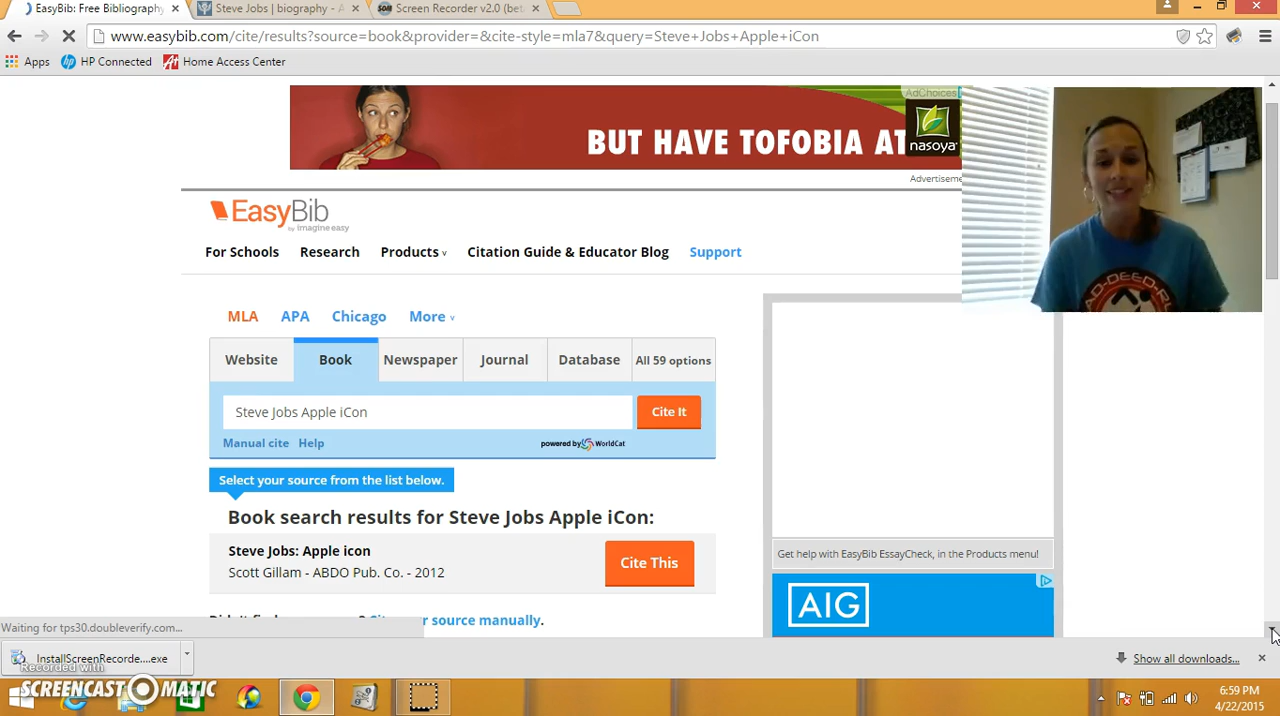 EasyBib: Free Bibliography
Steve Jobs | biography - A
Screen Recorder v2.0 (bet
www.easybib.com/cite/results?source=book&provider=&cite-style=mla7&query=Steve+Jobs+Apple+iCon
Apps HP Connected Home Access Center
AdChoices
BUT HAVE TOFOBIA AT
nasoya
Advertiseme
EasyBib
by imagine easy
For Schools Research Products Citation Guide & Educator Blog Support
MLA APA Chicago More
Website Book Newspaper Journal Database All 59 options
Steve Jobs Apple iCon Cite It
Manual cite Help powered by WorldCat
Select your source from the list below.
Book search results for Steve Jobs Apple iCon:
Steve Jobs: Apple icon
Scott Gillam - ABDO Pub. Co. - 2012
Cite This
Get help with EasyBib EssayCheck, in the Products menu!
AIG
r source manually.
Waiting for tps30.doubleverify.com...
InstallScreenRecorde....exe
Show all downloads...
Recorded with
SCREENCAST MATIC
6:59 PM
4/22/2015